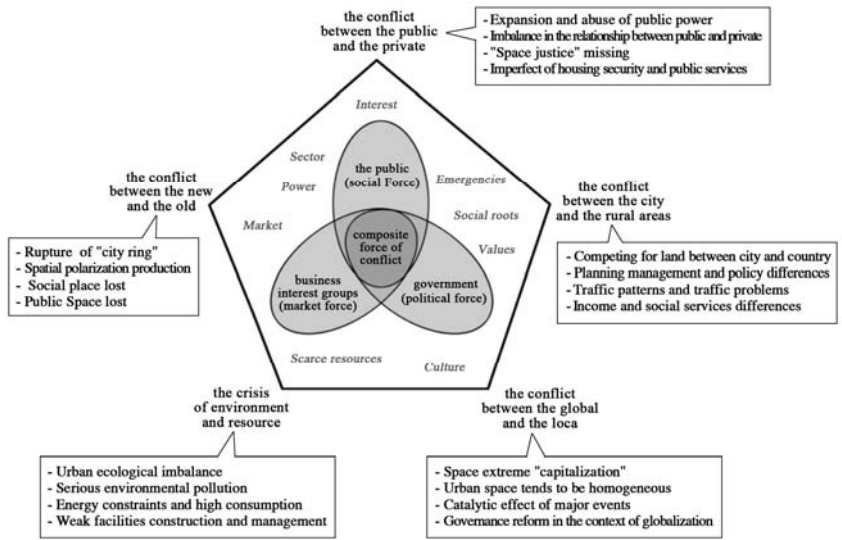 the conflict
between the public
and the private
- Expansion and abuse of public power
- Imbalance in the relationship between public and private
- "Space justice" missing
- Imperfect of housing security and public services
Interest
Sector
Power
Market
the public
(social Force)
Emergencies
Social roots
Values
composite
force of
conflict
business
interest groups
(market force)
government
(political force)
Scarce resources
Culture
the conflict
between the new
and the old
- Rupture of "city ring"
- Spatial polarization production
- Social place lost
- Public Space lost
the conflict
between the city
and the rural areas
- Competing for land between city and country
- Planning management and policy differences
- Traffic patterns and traffic problems
- Income and social services differences
the crisis
of environment
and resource
- Urban ecological imbalance
- Serious environmental pollution
- Energy constraints and high consumption
- Weak facilities construction and management
the conflict
between the global
and the loca
- Space extreme "capitalization"
- Urban space tends to be homogeneous
- Catalytic effect of major events
- Governance reform in the context of globalization